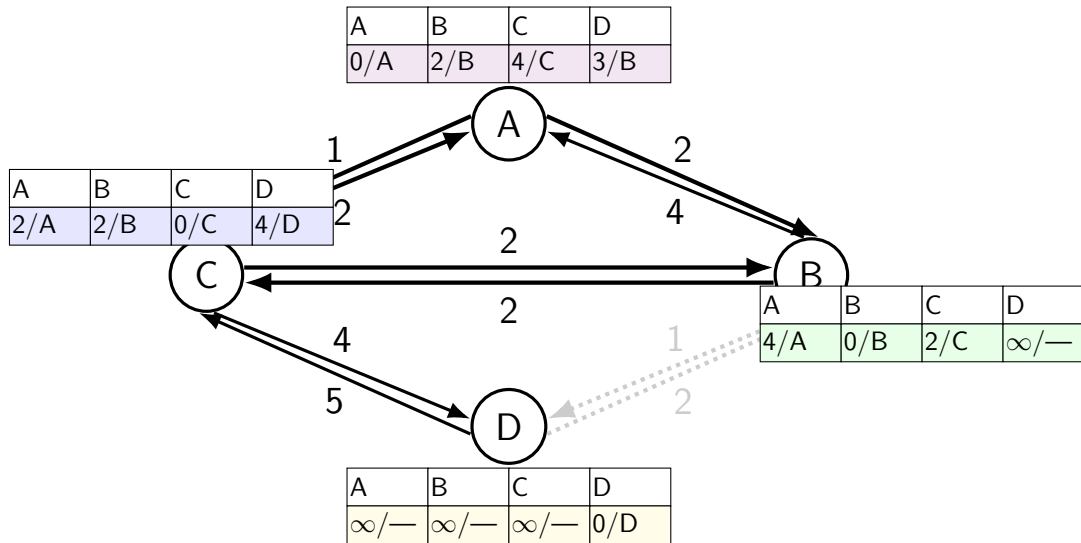 A B C D
0/A 2/B 4/C 3/B
A
1
2
A B C D
2/A 2/B 0/C 4/D
2
4
2
C
B
2
A B C D
4/A 0/B 2/C ∞/—
4
1
5
2
D
A B C D
∞/— ∞/— ∞/— 0/D